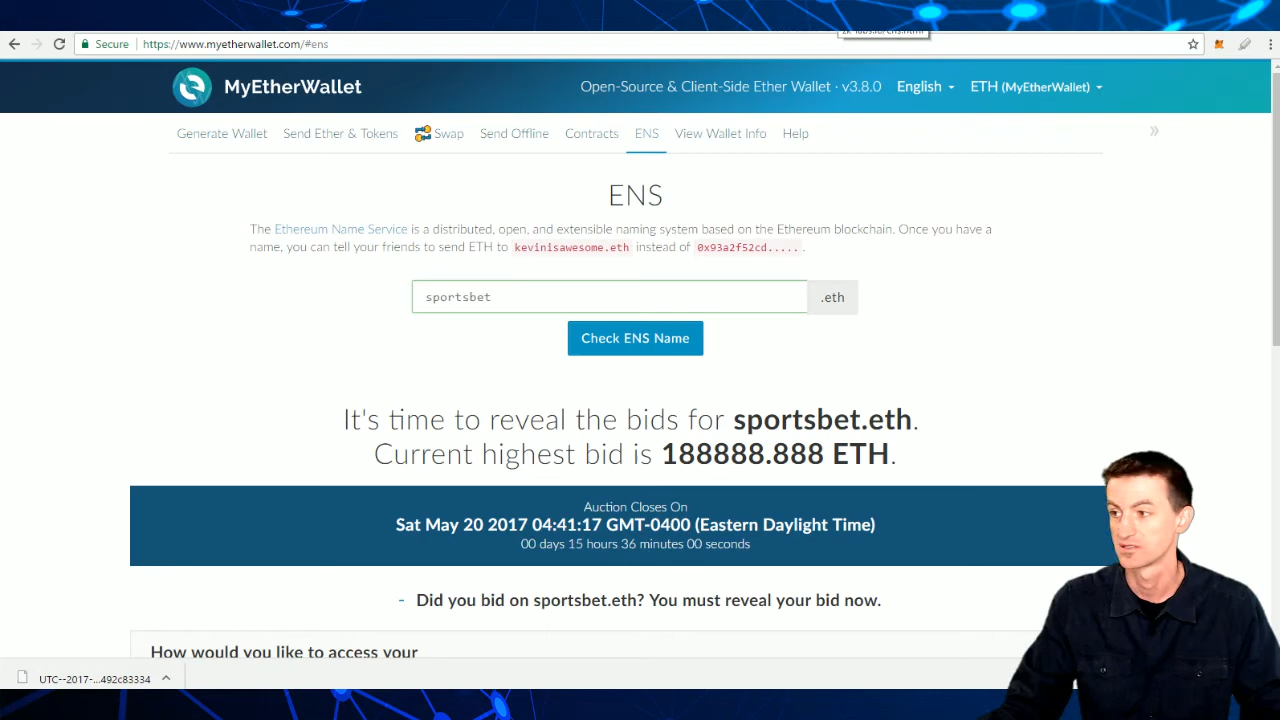 Secure https://www.myetherwallet.com/#ens
MyEtherWallet
Open-Source & Client-Side Ether Wallet · v3.8.0 English ETH (MyEtherWallet)
Generate Wallet Send Ether & Tokens Swap Send Offline Contracts ENS View Wallet Info Help
ENS
The Ethereum Name Service is a distributed, open, and extensible naming system based on the Ethereum blockchain. Once you have a
name, you can tell your friends to send ETH to kevinisawesome.eth instead of 0x93a2f52cd..... .
sportsbet .eth
Check ENS Name
It's time to reveal the bids for sportsbet.eth.
Current highest bid is 188888.888 ETH.
Auction Closes On
Sat May 20 2017 04:41:17 GMT-0400 (Eastern Daylight Time)
00 days 15 hours 36 minutes 00 seconds
- Did you bid on sportsbet.eth? You must reveal your bid now.
How would you like to access your
UTC--2017-...492c83334